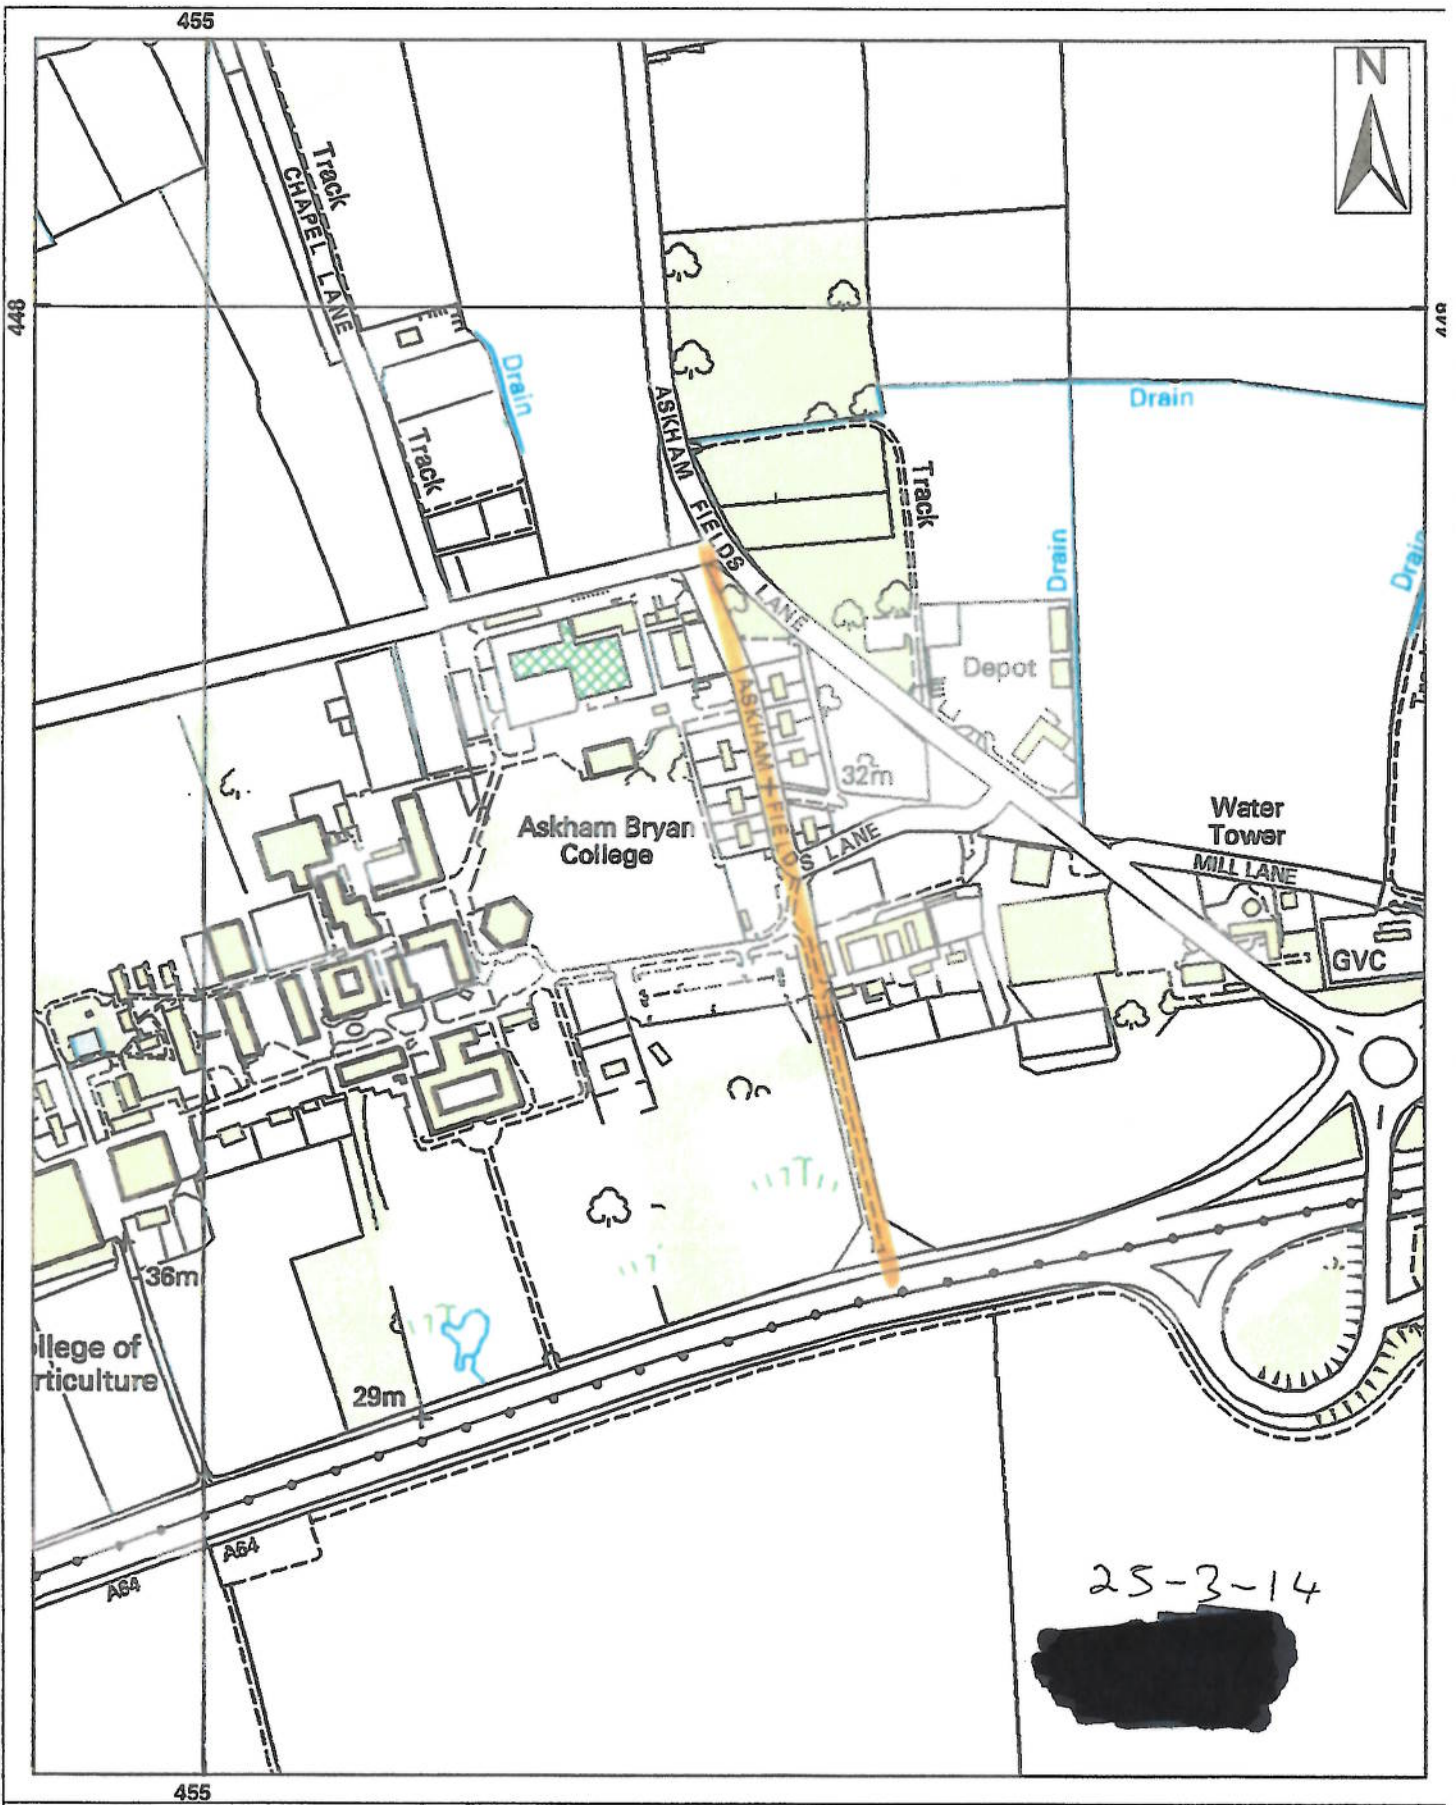 455
N
Track
CHAPEL LANE
448
448
Drain
ASKHAM FIELDS LANE
Drain
Track
Track
Drain
Drain
Depot
ASKHAM FIELDS LANE
32m
Askham Bryan
College
Water
Tower
MILL LANE
GVC
36m
llege of
rticulture
29m
A64
A64
25-3-14
455